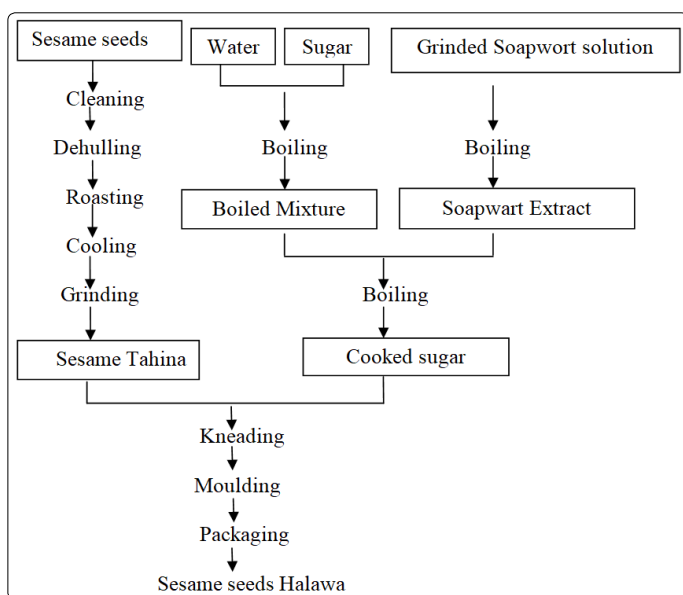 Sesame seeds
Water
Sugar
Grinded Soapwort solution
Cleaning
Dehulling
Boiling
Boiling
Roasting
Boiled Mixture
Soapwart Extract
Cooling
Grinding
Boiling
Sesame Tahina
Cooked sugar
Kneading
Moulding
Packaging
Sesame seeds Halawa